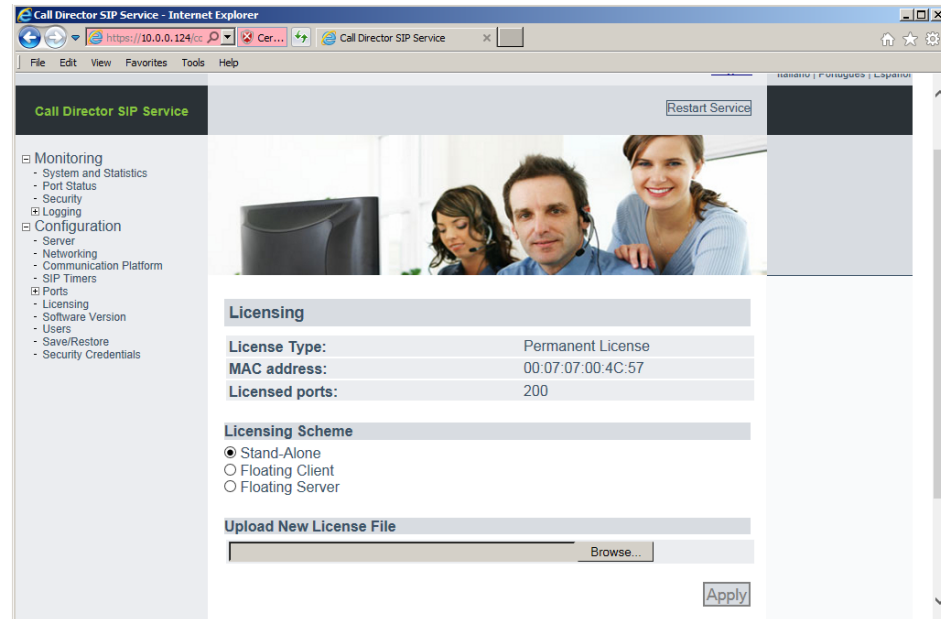 Call Director SIP Service - Internet Explorer
https://10.0.0.124/cc
Cer...
Call Director SIP Service
File Edit View Favorites Tools Help
Italiano | Português | Español
Call Director SIP Service
Restart Service
Monitoring
- System and Statistics
- Port Status
- Security
Logging
Configuration
- Server
- Networking
- Communication Platform
- SIP Timers
Ports
- Licensing
- Software Version
- Users
- Save/Restore
- Security Credentials
Licensing
License Type: Permanent License
MAC address: 00:07:07:00:4C:57
Licensed ports: 200
Licensing Scheme
Stand-Alone
Floating Client
Floating Server
Upload New License File
Browse...
Apply